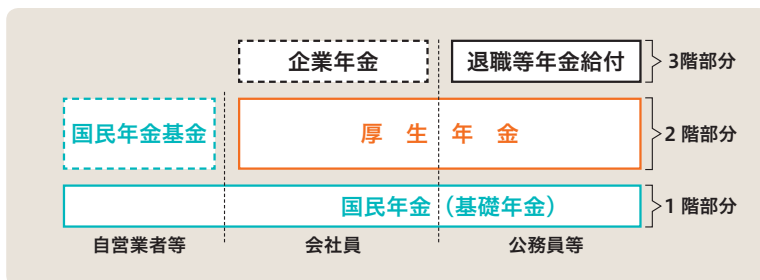 企業年金 退職等年金給付 3階部分
国民年金基金 厚生年金 2階部分
国民年金(基礎年金) 1階部分
自営業者等 会社員 公務員等